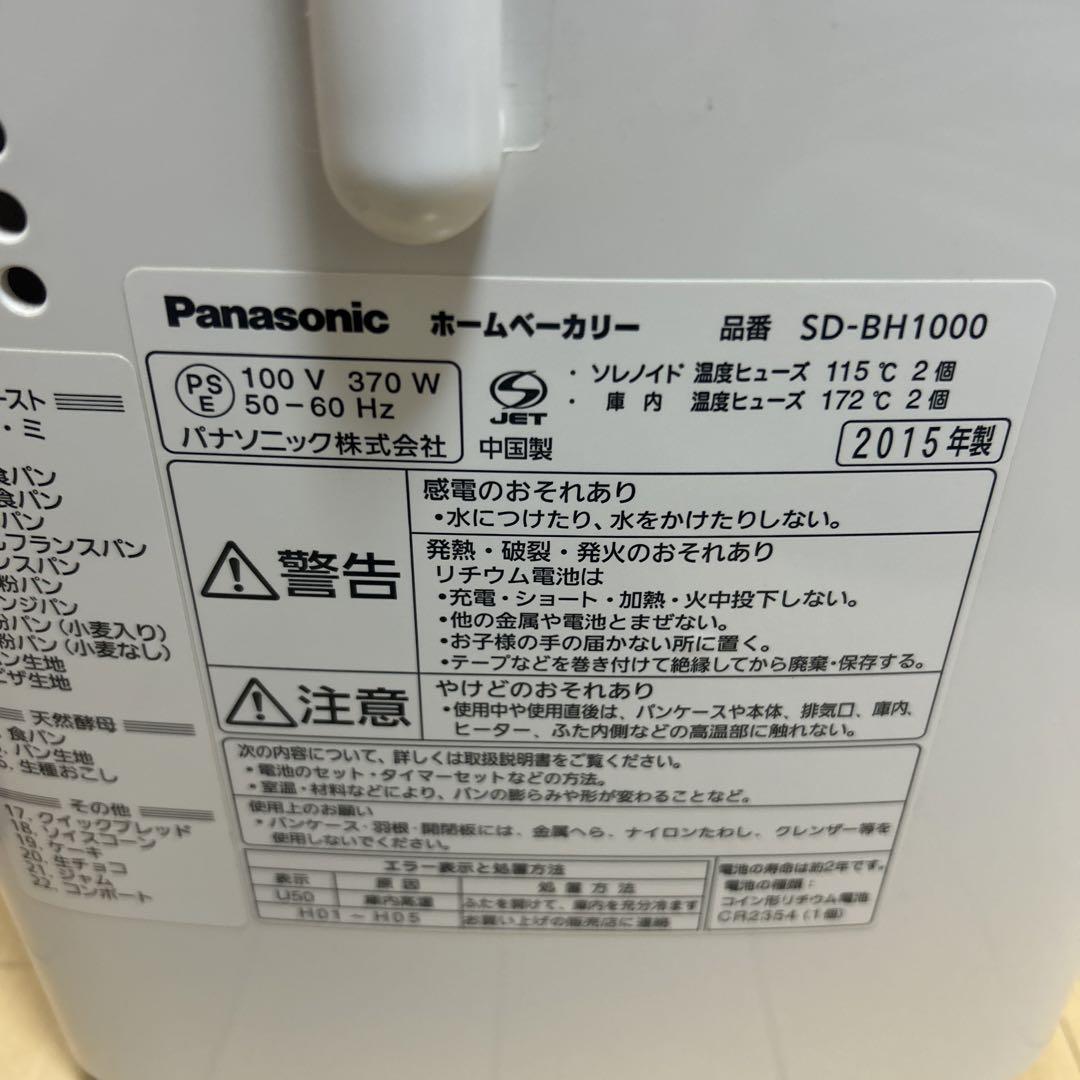 Panasonic ホームベーカリー 品番 SD-BH1000
PS
E
100 V 370 W
50-60 Hz
パナソニック株式会社
JET
中国製
・ソレノイド 温度ヒューズ 115℃ 2個
・庫内 温度ヒューズ 172℃ 2個
2015年製
警告
感電のおそれあり
・水につけたり、水をかけたりしない。
発熱・破裂・発火のおそれあり
リチウム電池は
・充電・ショート・加熱・火中投下しない。
・他の金属や電池とまぜない。
・お子様の手の届かない所に置く。
・テープなどを巻き付けて絶縁してから廃棄・保存する。
注意
やけどのおそれあり
・使用中や使用直後は、パンケースや本体、排気口、庫内、
ヒーター、ふた内側などの高温部に触れない。
次の内容について、詳しくは取扱説明書をご覧ください。
・電池のセット・タイマーセットなどの方法。
・室温・材料などにより、パンの膨らみや形が変わることなど。
使用上のお願い
・パンケース・羽根・開閉板には、金属へら、ナイロンたわし、クレンザー等を
使用しないでください。
エラー表示と処置方法
表示 原因 処置方法
U50 庫内高温 ふたを開けて、庫内を充分冷ます
H01~H05 お買い上げの販売店に連絡
電池の寿命は約2年です。
電池の種類:
コイン形リチウム電池
CR2354(1個)
ースト
・ミ
食パン
食パン
パン
フランスパン
ンスパン
粉パン
ンジパン
粉パン(小麦入り)
粉パン(小麦なし)
ン生地
ピザ生地
天然酵母
食パン
パン生地
生種おこし
その他
17. クイックブレッド
18. ソイスコーン
19. ケーキ
20. 生チョコ
21. ジャム
22. コンポート